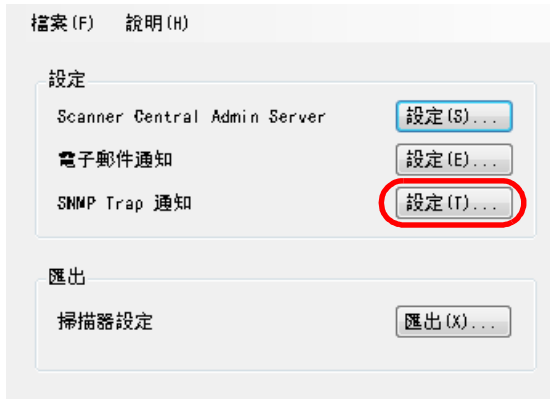 檔案(F) 說明(H)
設定
Scanner Central Admin Server 設定(S)...
電子郵件通知 設定(E)...
SNMP Trap 通知 設定(T)...
匯出
掃描器設定 匯出(X)...